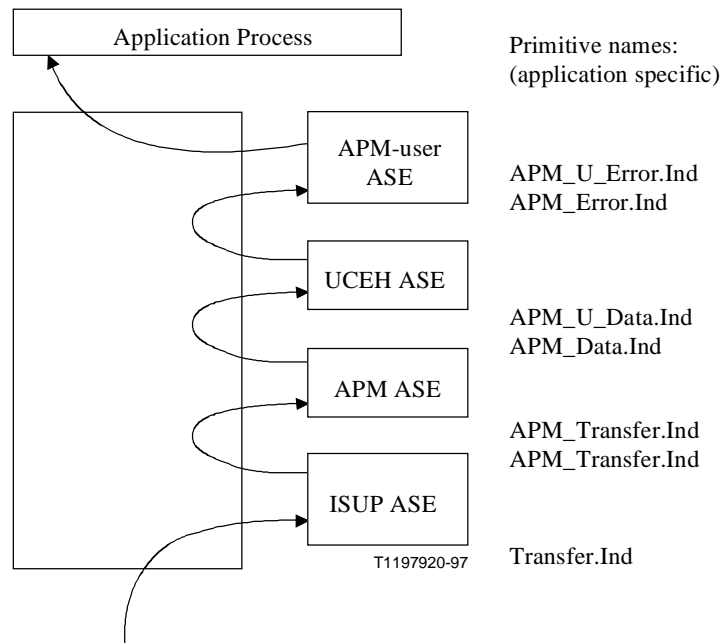 Application Process
Primitive names:
(application specific)
APM-user
ASE
APM_U_Error.Ind
APM_Error.Ind
UCEH ASE
APM_U_Data.Ind
APM_Data.Ind
APM ASE
APM_Transfer.Ind
APM_Transfer.Ind
ISUP ASE
T1197920-97
Transfer.Ind